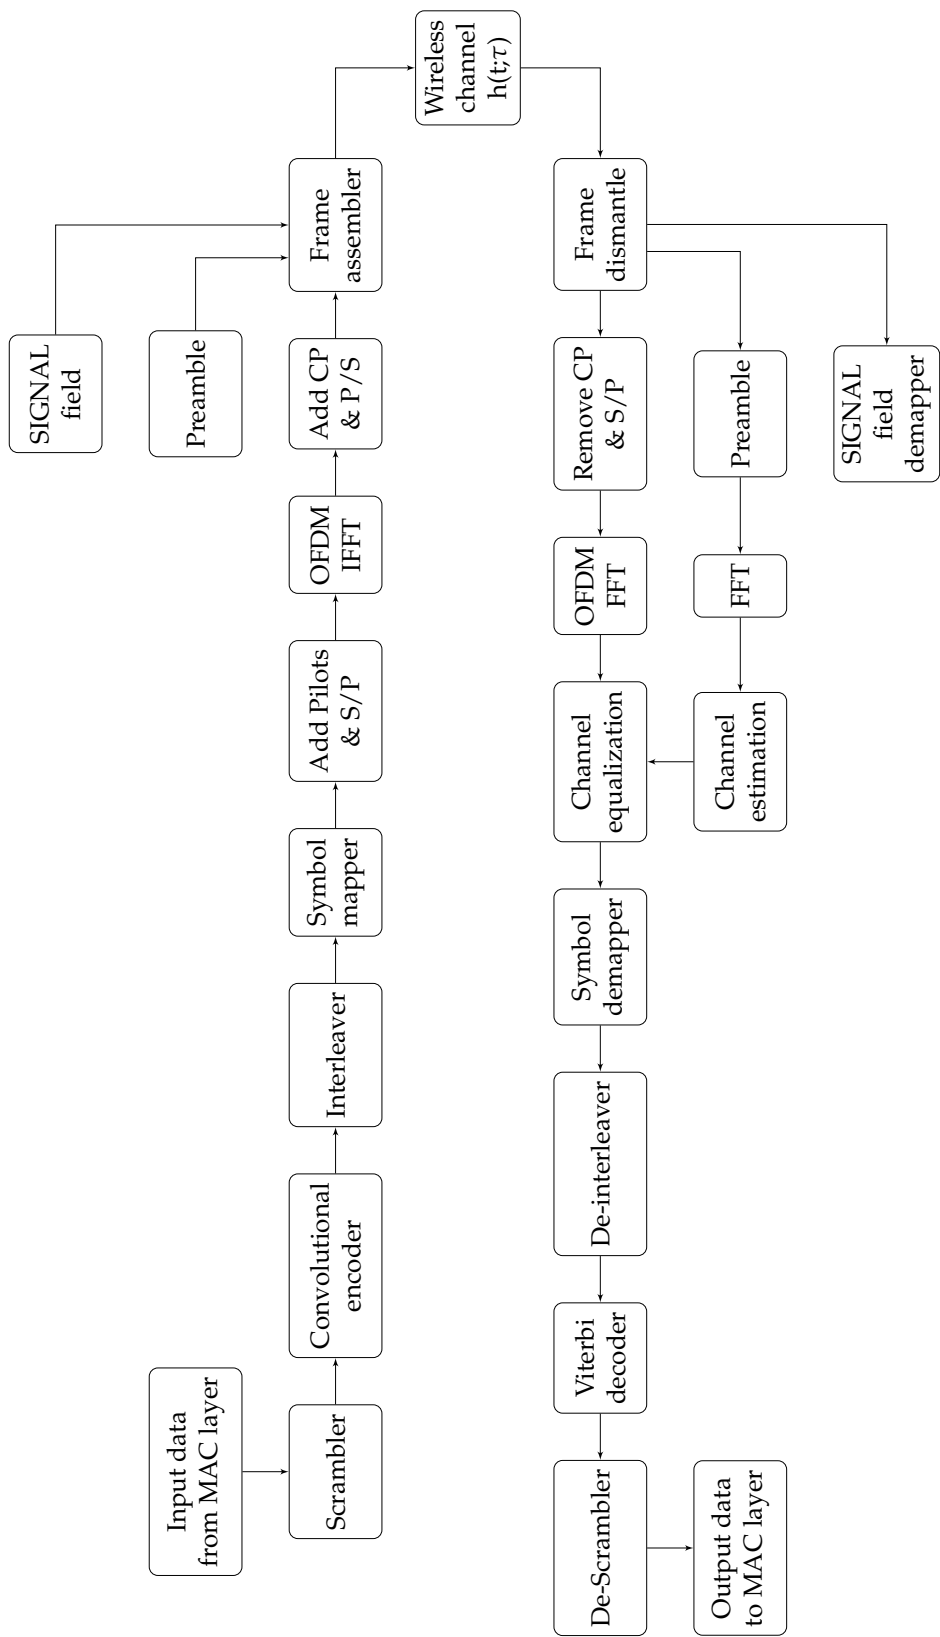 Input data
from MAC layer
Scrambler
Convolutional
encoder
Interleaver
Symbol
mapper
Add Pilots
& S/P
OFDM
IFFT
Add CP
& P/S
Preamble
SIGNAL
field
Frame
assembler
Wireless
channel
h(t;τ)
Frame
dismantle
Remove CP
& S/P
OFDM
FFT
Channel
equalization
Symbol
demapper
De-interleaver
Viterbi
decoder
De-Scrambler
Output data
to MAC layer
Preamble
FFT
Channel
estimation
SIGNAL
field
demapper